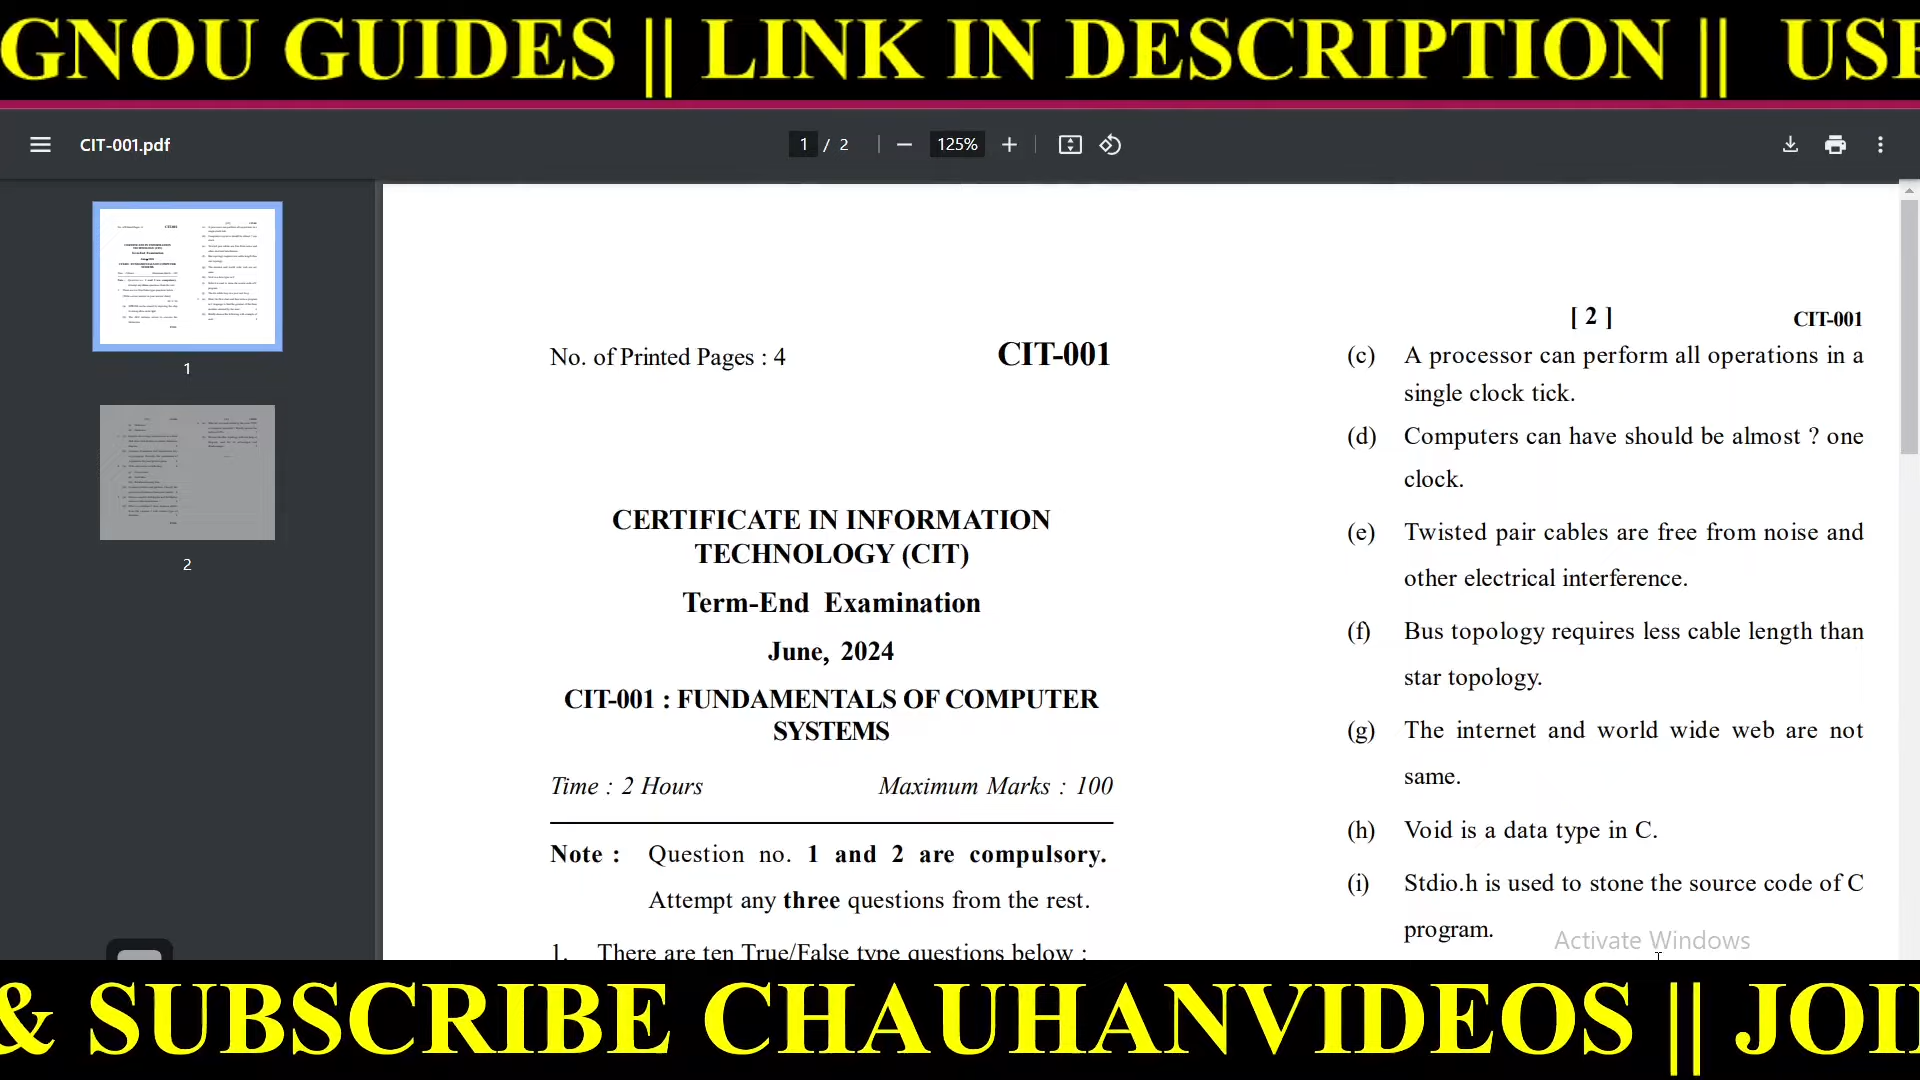 GNOU GUIDES || LINK IN DESCRIPTION || USE
CIT-001.pdf
1 / 2
125%
1
2
No. of Printed Pages : 4
CIT-001
CERTIFICATE IN INFORMATION
TECHNOLOGY (CIT)
Term-End Examination
June, 2024
CIT-001 : FUNDAMENTALS OF COMPUTER
SYSTEMS
Time : 2 Hours Maximum Marks : 100
Note : Question no. 1 and 2 are compulsory.
Attempt any three questions from the rest.
1. There are ten True/False type questions below :
[ 2 ] CIT-001
(c) A processor can perform all operations in a
single clock tick.
(d) Computers can have should be almost ? one
clock.
(e) Twisted pair cables are free from noise and
other electrical interference.
(f) Bus topology requires less cable length than
star topology.
(g) The internet and world wide web are not
same.
(h) Void is a data type in C.
(i) Stdio.h is used to stone the source code of C
program.
Activate Windows
& SUBSCRIBE CHAUHANVIDEOS || JOI